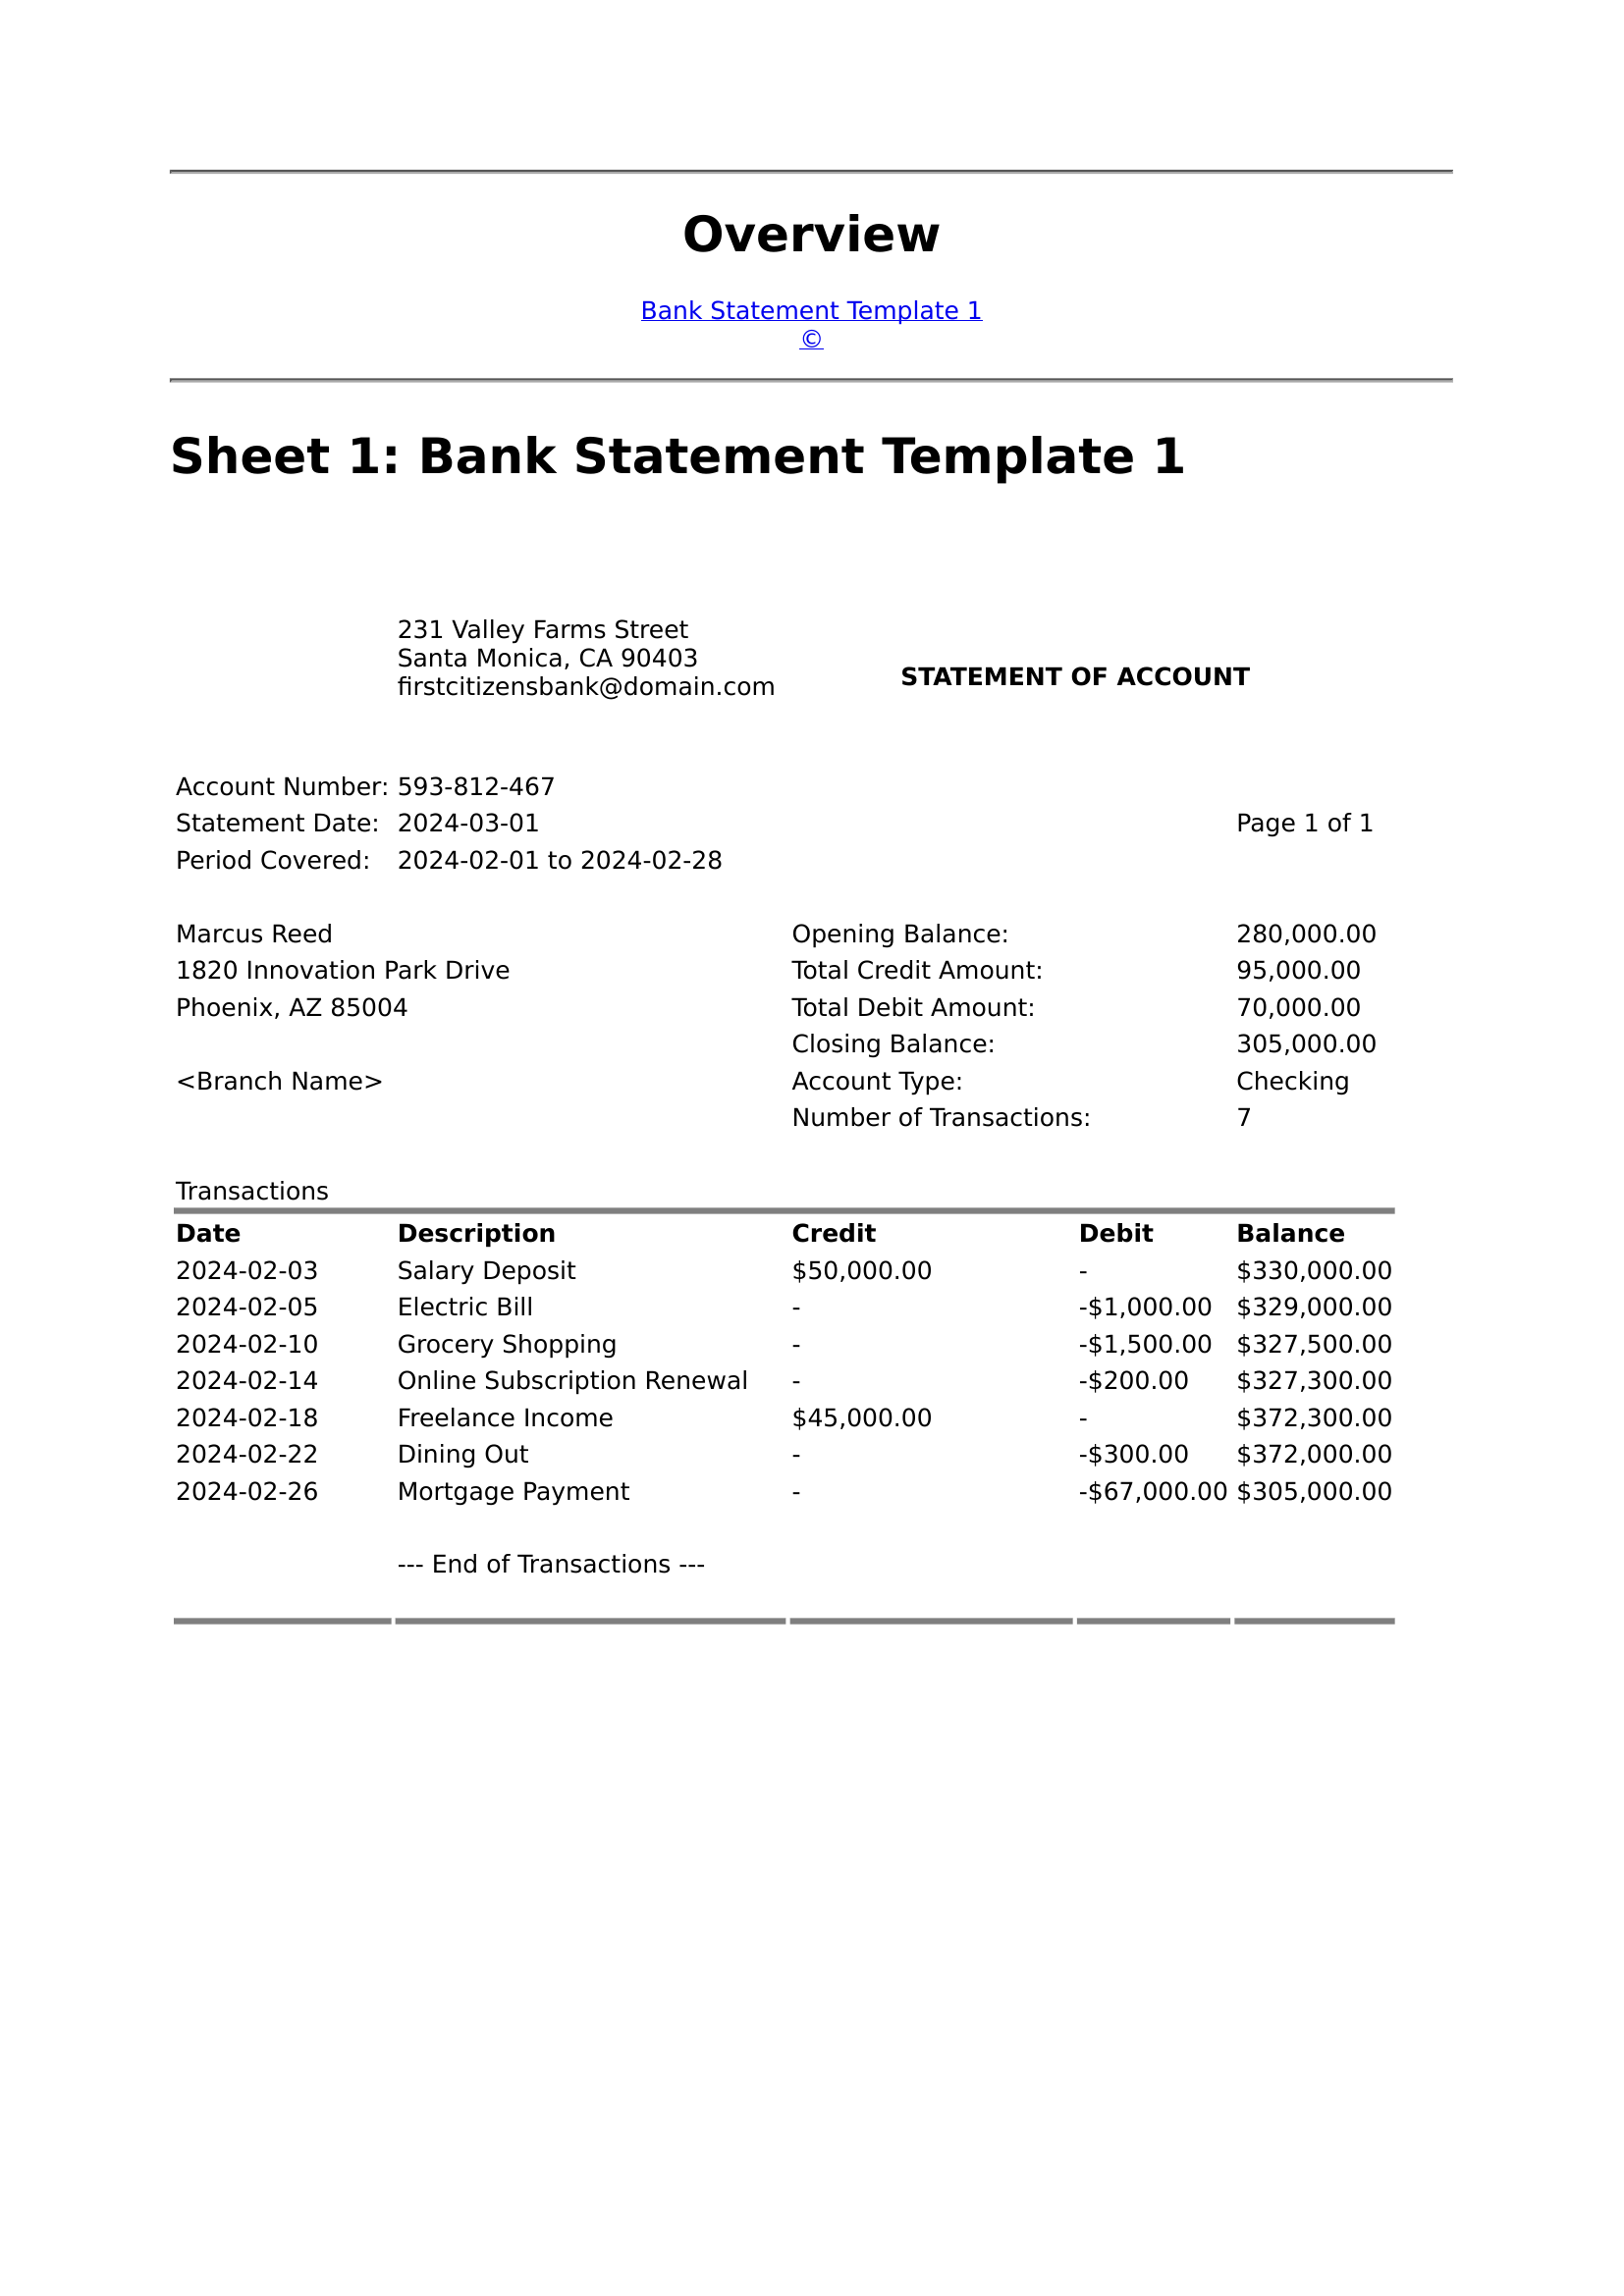 Overview
Bank Statement Template 1
©
Sheet 1: Bank Statement Template 1
231 Valley Farms Street
Santa Monica, CA 90403
firstcitizensbank@domain.com
STATEMENT OF ACCOUNT
Account Number: 593-812-467
Statement Date: 2024-03-01 Page 1 of 1
Period Covered: 2024-02-01 to 2024-02-28
Marcus Reed Opening Balance: 280,000.00
1820 Innovation Park Drive Total Credit Amount: 95,000.00
Phoenix, AZ 85004 Total Debit Amount: 70,000.00
Closing Balance: 305,000.00
<Branch Name> Account Type: Checking
Number of Transactions: 7
Transactions
Date Description Credit Debit Balance
2024-02-03 Salary Deposit $50,000.00 - $330,000.00
2024-02-05 Electric Bill - -$1,000.00 $329,000.00
2024-02-10 Grocery Shopping - -$1,500.00 $327,500.00
2024-02-14 Online Subscription Renewal - -$200.00 $327,300.00
2024-02-18 Freelance Income $45,000.00 - $372,300.00
2024-02-22 Dining Out - -$300.00 $372,000.00
2024-02-26 Mortgage Payment - -$67,000.00 $305,000.00
--- End of Transactions ---